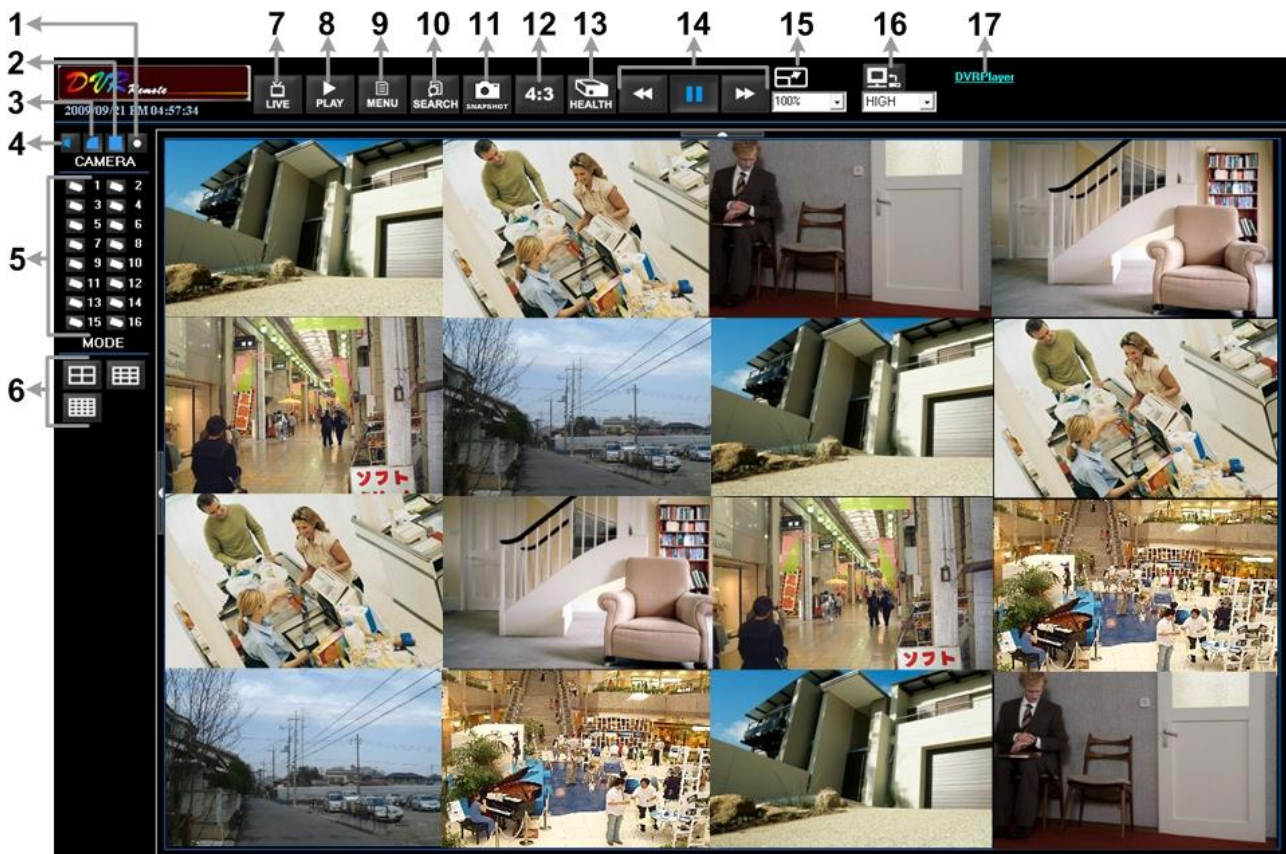 1
2
3
4
5
6
7 8 9 10 11 12 13 14 15 16 17
DVR Remote
2009/09/21 PM 04:57:34
LIVE PLAY MENU SEARCH SNAPSHOT 4:3 HEALTH 100% HIGH DVRPlayer
CAMERA
1 2
3 4
5 6
7 8
9 10
11 12
13 14
15 16
MODE
ソフト
ソフト